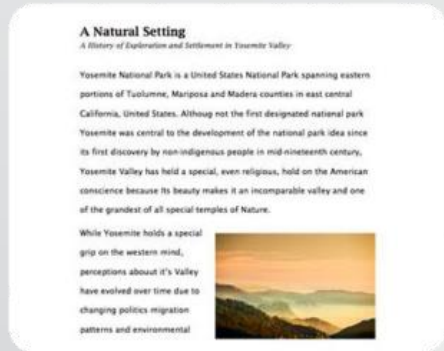 A Natural Setting
A History of Exploration and Settlement in Yosemite Valley
Yosemite National Park is a United States National Park spanning eastern
portions of Tuolumne, Mariposa and Madera counties in east central
California, United States. Althoug not the first designated national park
Yosemite was central to the development of the national park idea since
its first discovery by non-indigenous people in mid-nineteenth century,
Yosemite Valley has held a special, even religious, hold on the American
conscience because its beauty makes it an incomparable valley and one
of the grandest of all special temples of Nature.
While Yosemite holds a special
grip on the western mind,
perceptions abouut it's Valley
have evolved over time due to
changing politics migration
patterns and environmental